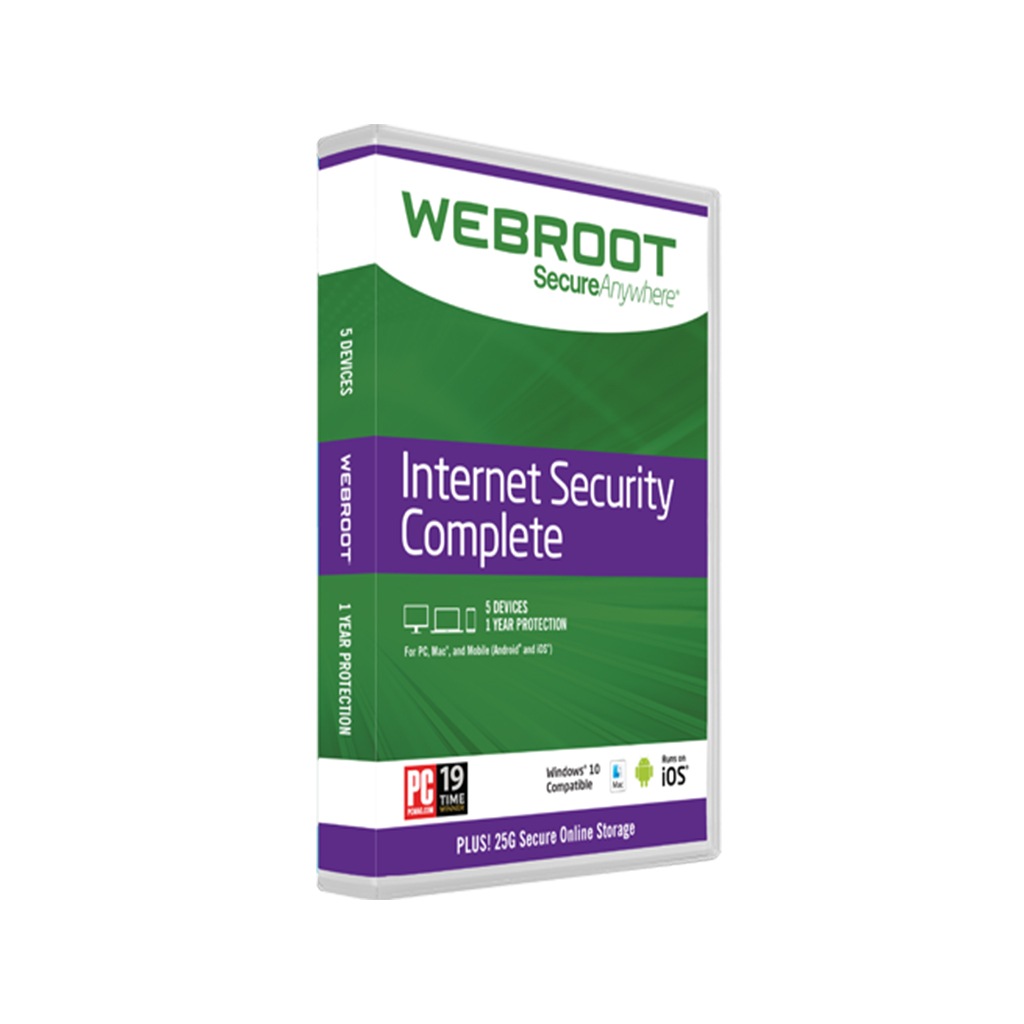 WEBROOT
SecureAnywhere®
5 DEVICES
WEBROOT
1 YEAR PROTECTION
Internet Security
Complete
5 DEVICES
1 YEAR PROTECTION
For PC, Mac®, and Mobile (Android® and iOS®)
PC
PCMAG.COM
19
TIME
WINNER
Windows® 10
Compatible
Mac
Runs on
iOS®
PLUS! 25G Secure Online Storage